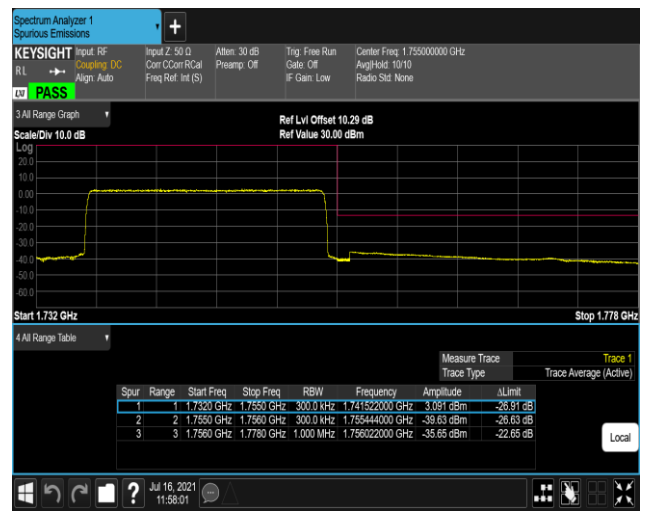 Spectrum Analyzer 1
Spurious Emissions
+
KEYSIGHT Input: RF Input Z: 50 Ω Atten: 30 dB Trig: Free Run Center Freq: 1.755000000 GHz
R L Coupling: DC Corr CCorr RCal Preamp: Off Gate: Off Avg|Hold: 10/10
Align: Auto Freq Ref: Int (S) IF Gain: Low Radio Std: None
LXI PASS
3 All Range Graph
Ref Lvl Offset 10.29 dB
Scale/Div 10.0 dB Ref Value 30.00 dBm
Log
20.0
10.0
0.00
-10.0
-20.0
-30.0
-40.0
-50.0
-60.0
Start 1.732 GHz Stop 1.778 GHz
4 All Range Table
Measure Trace Trace 1
Trace Type Trace Average (Active)
Spur Range Start Freq Stop Freq RBW Frequency Amplitude ΔLimit
1 1 1.7320 GHz 1.7550 GHz 300.0 kHz 1.741522000 GHz 3.091 dBm -26.91 dB
2 2 1.7550 GHz 1.7560 GHz 300.0 kHz 1.755444000 GHz -39.63 dBm -26.63 dB
3 3 1.7560 GHz 1.7780 GHz 1.000 MHz 1.756022000 GHz -35.65 dBm -22.65 dB
Local
? Jul 16, 2021
11:58:01